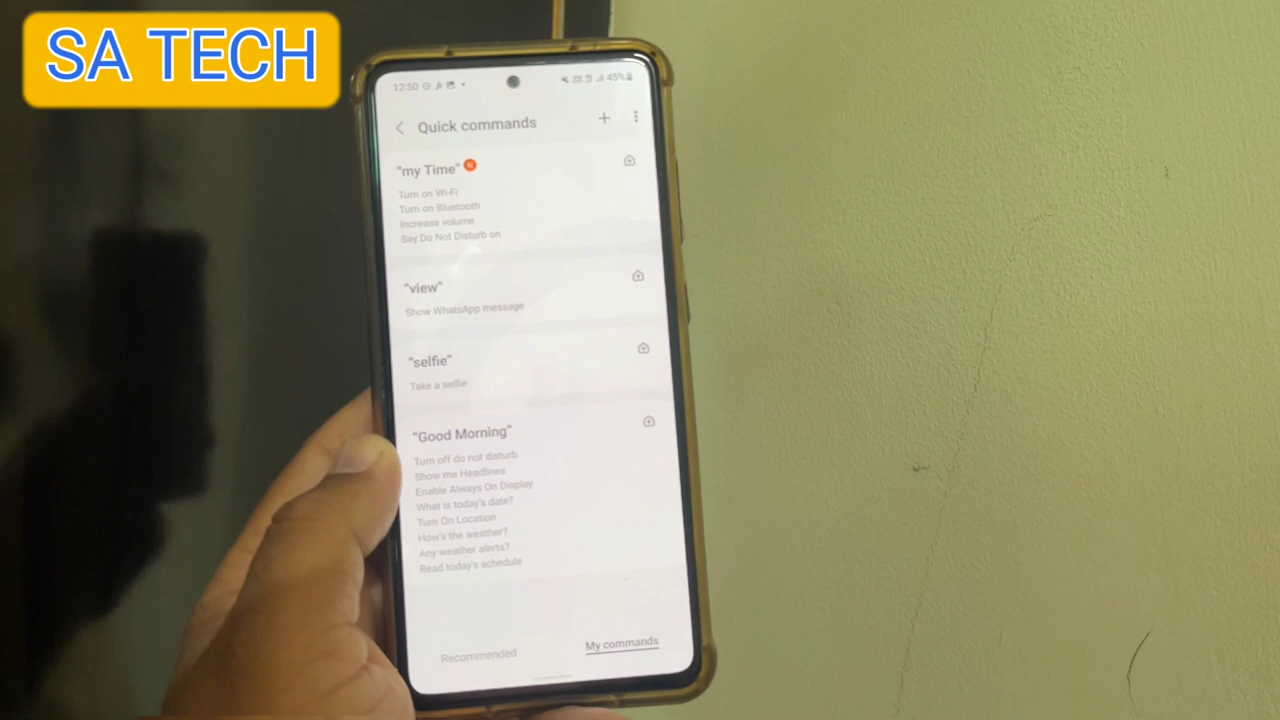 SA TECH
12:50
45%
Quick commands
"my Time" N
Turn on Wi-Fi
Turn on Bluetooth
Increase volume
Say Do Not Disturb on
"view"
Show WhatsApp message
"selfie"
Take a selfie
"Good Morning"
Turn off do not disturb
Show me Headlines
Enable Always On Display
What is today's date?
Turn On Location
How's the weather?
Any weather alerts?
Read today's schedule
Recommended
My commands